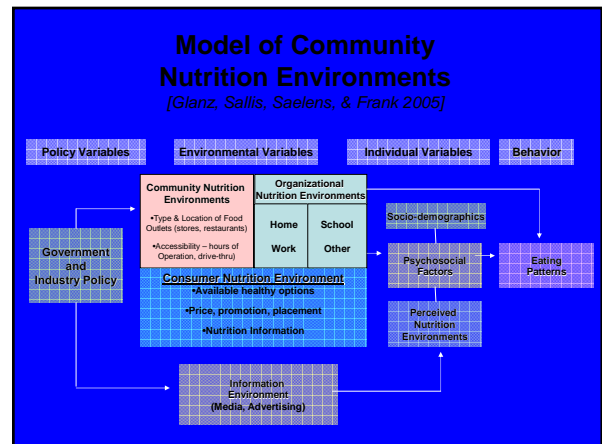 Model of Community
Nutrition Environments
[Glanz, Sallis, Saelens, & Frank 2005]
Policy Variables
Environmental Variables
Individual Variables
Behavior
Community Nutrition
Environments
•Type & Location of Food
Outlets (stores, restaurants)
•Accessibility – hours of
Operation, drive-thru)
Organizational
Nutrition Environments
Home
School
Work
Other
Consumer Nutrition Environment
•Available healthy options
•Price, promotion, placement
•Nutrition Information
Government
and
Industry Policy
Information
Environment
(Media, Advertising)
Socio-demographics
Psychosocial
Factors
Perceived
Nutrition
Environments
Eating
Patterns